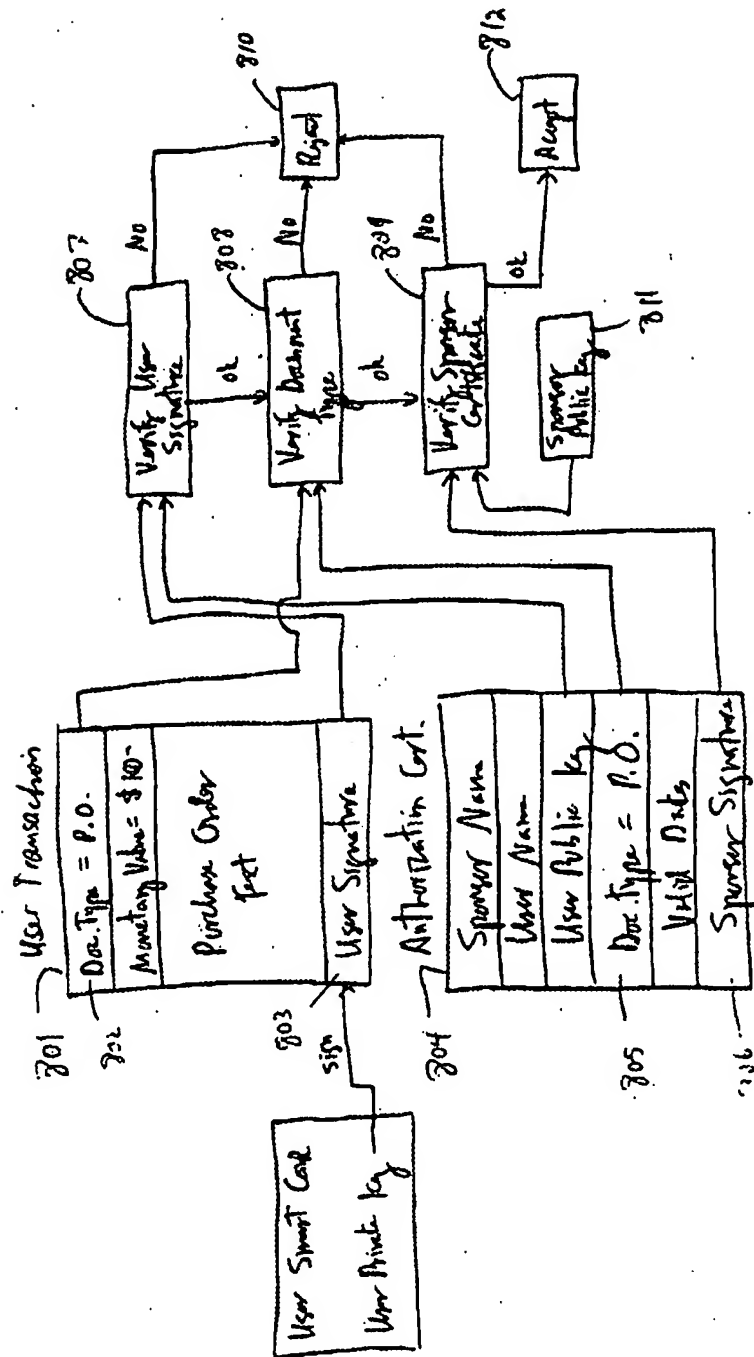 User Smart Card
User Private Key
sign
801
User Transaction
802
Doc. Type = P.O.
Monetary Value =
Purchase Order
Text
803
User Signature
804
Authorization Cert.
Sponsor Name
User Name
User Public Key
805
Doc. Type = P.O.
Valid Dates
Sponsor Signature
807
Verify User
Signature
No
OK
808
Verify Document
Type
No
OK
809
Verify Sponsor
Certificate
No
OK
Sponsor
Public Key
811
810
Reject
812
Accept